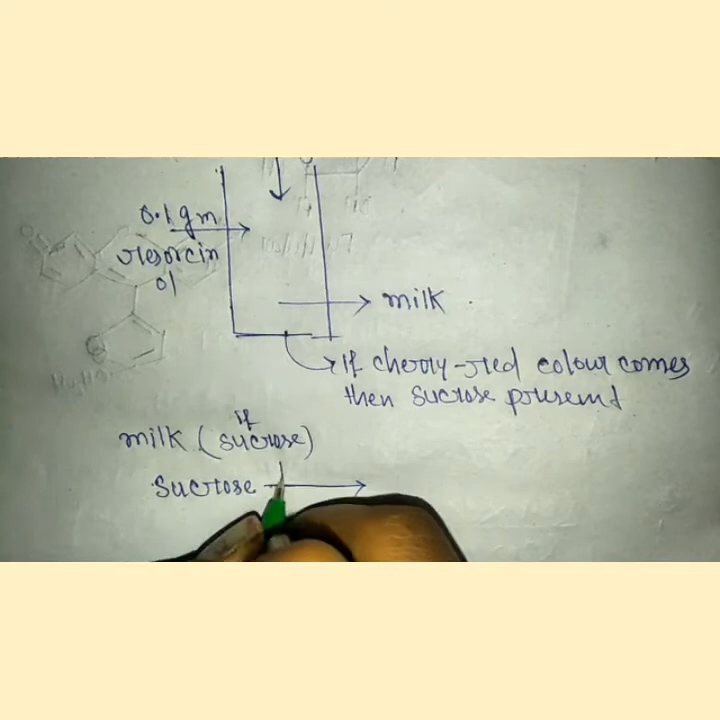 0.1 gm
resorcin
ol
milk
If cherry-red colour comes
then sucrose present
if
milk (sucrose)
sucrose